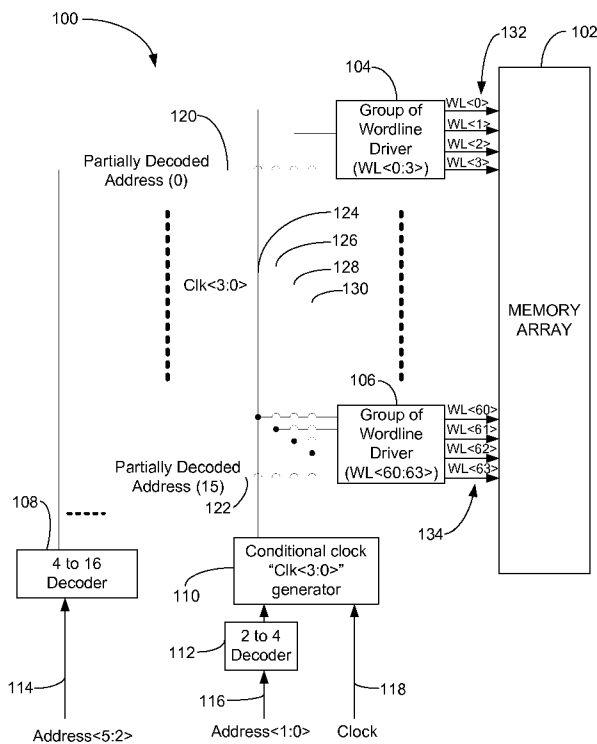 100
132
102
104
WL<0>
Group of
Wordline
Driver
(WL<0:3>)
WL<1>
WL<2>
WL<3>
120
Partially Decoded
Address (0)
124
126
Clk<3:0>
128
130
MEMORY
ARRAY
106
WL<60>
Group of
Wordline
Driver
(WL<60:63>)
WL<61>
WL<62>
WL<63>
Partially Decoded
Address (15)
122
134
108
4 to 16
Decoder
Conditional clock
“Clk<3:0>”
generator
110
112
2 to 4
Decoder
114
116
118
Address<5:2>
Address<1:0>
Clock